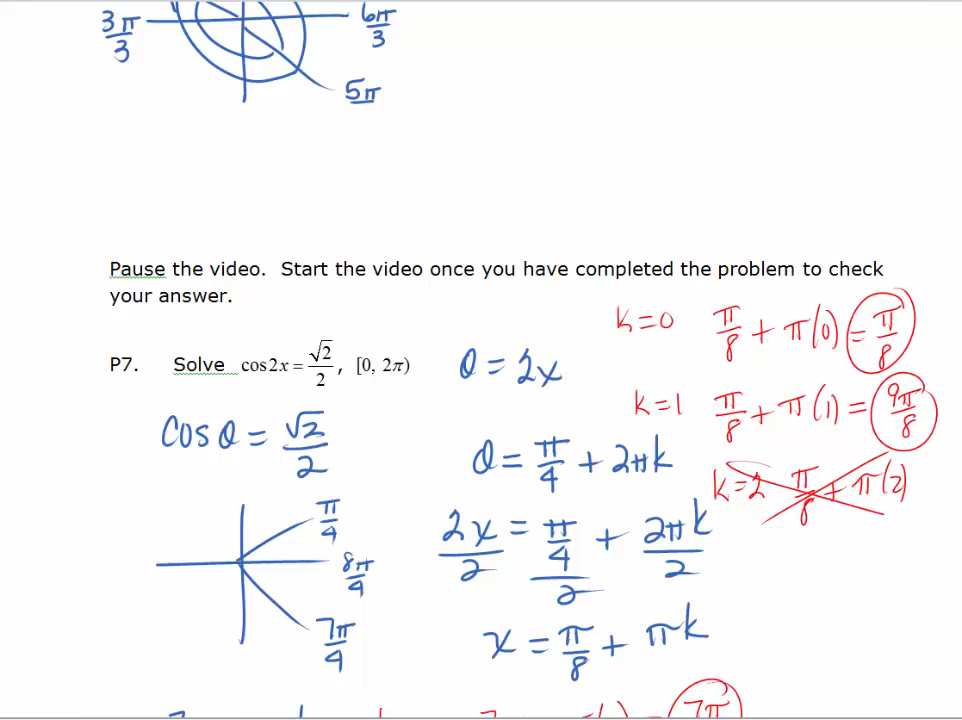 3π/3
6π/3
5π
Pause the video. Start the video once you have completed the problem to check
your answer.
P7. Solve cos2x = √2/2, [0, 2π)
θ = 2x
cos θ = √2/2
θ = π/4 + 2πk
2x/2 = π/4/2 + 2πk/2
x = π/8 + πk
π/4
8π/4
7π/4
k=0 π/8 + π(0) = π/8
k=1 π/8 + π(1) = 9π/8
k=2 π/8 + π(2)
7π